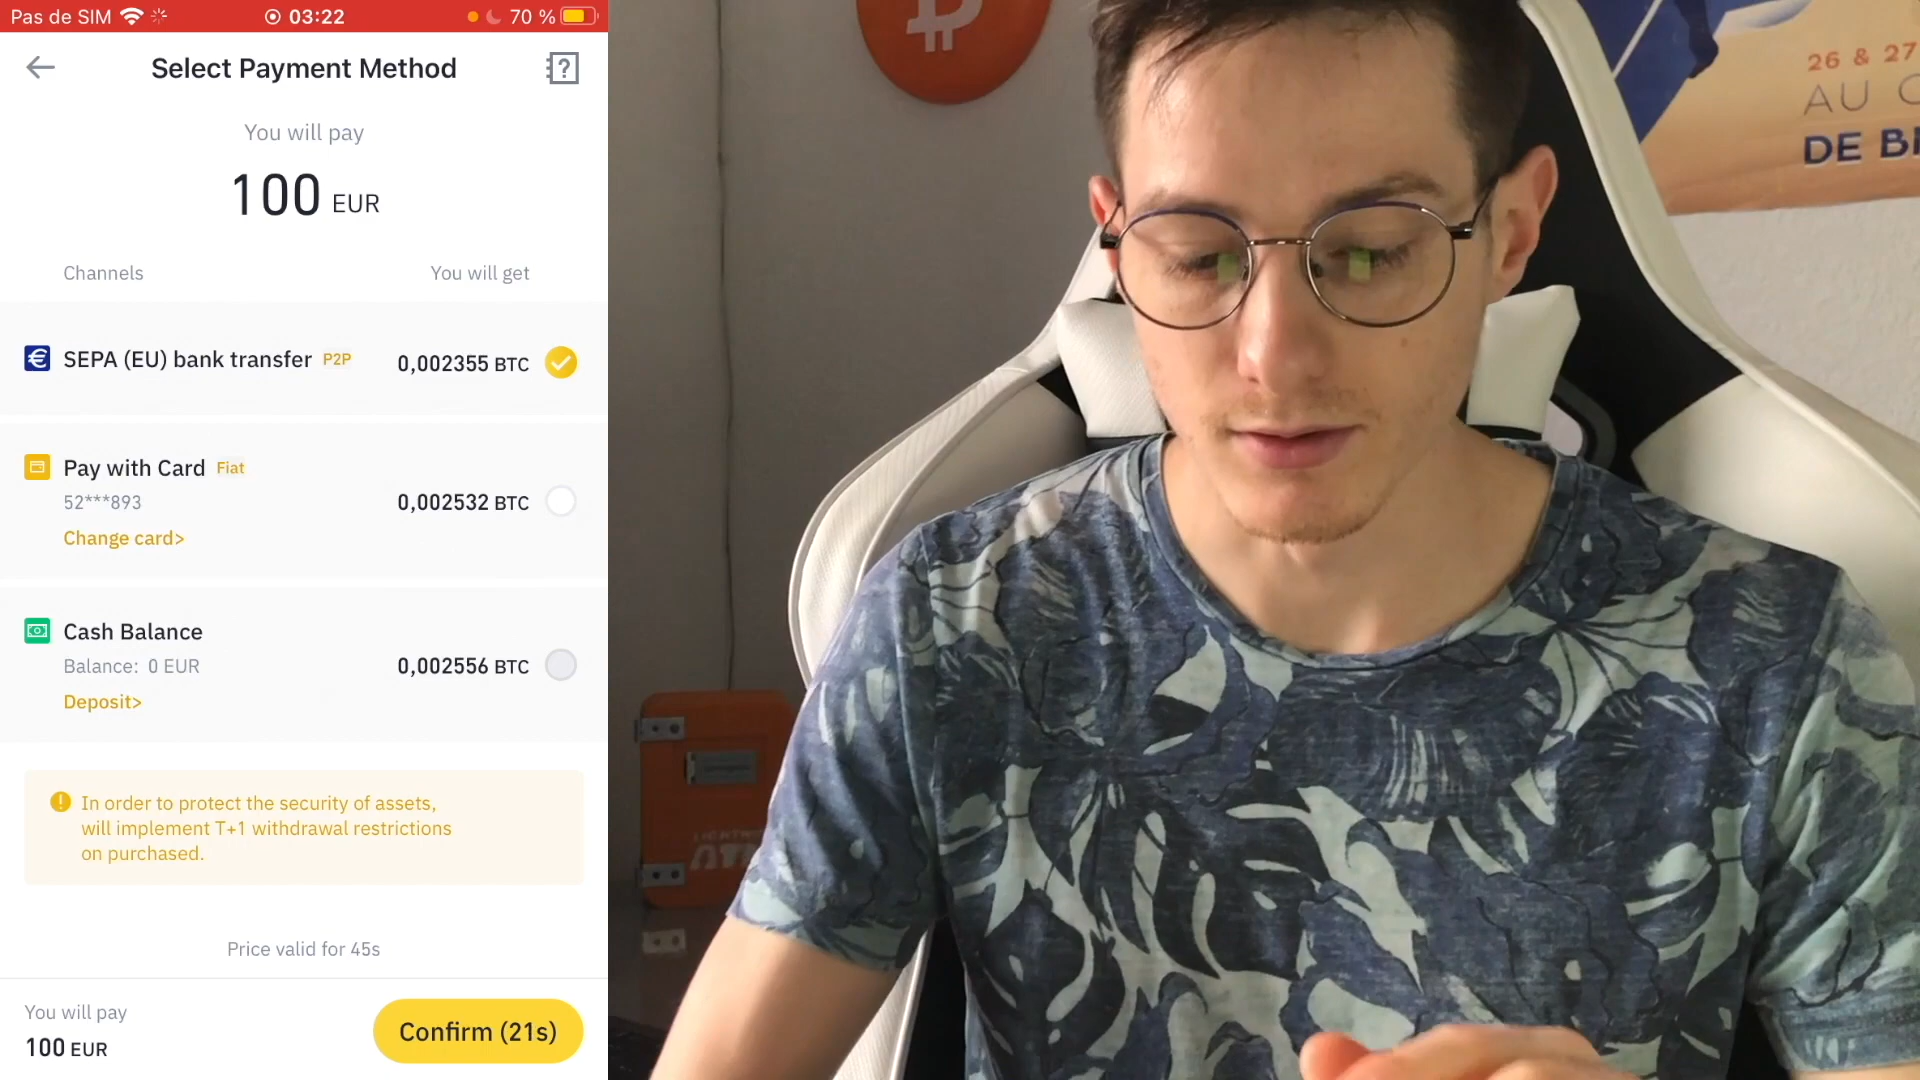 Pas de SIM 03:22 70 %
Select Payment Method
You will pay
100 EUR
Channels You will get
SEPA (EU) bank transfer P2P 0,002355 BTC
Pay with Card Fiat
52***893
0,002532 BTC
Change card>
Cash Balance
Balance: 0 EUR
0,002556 BTC
Deposit>
In order to protect the security of assets,
will implement T+1 withdrawal restrictions
on purchased.
Price valid for 45s
You will pay
100 EUR
Confirm (21s)
26 & 27
AU
DE B